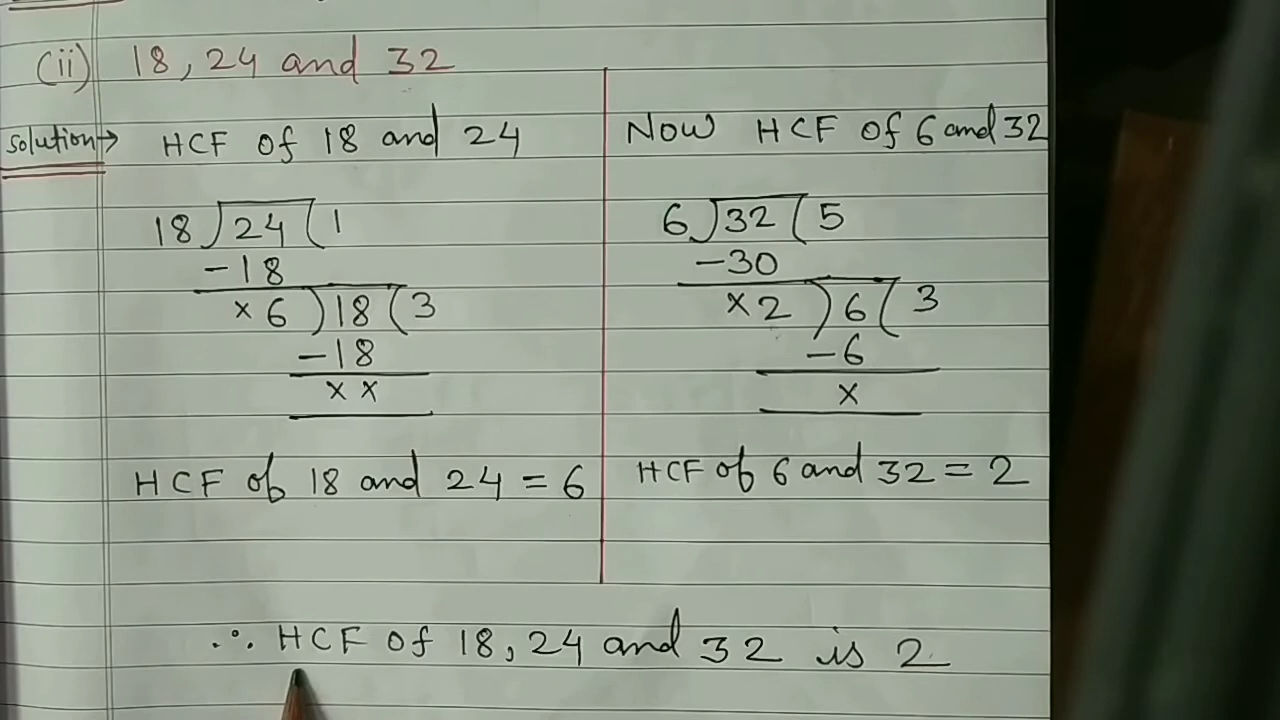 (ii) 18, 24 and 32
Solution→ HCF of 18 and 24
18)24(1
-18
×6)18(3
-18
××
HCF of 18 and 24 = 6
Now HCF of 6 and 32
6)32(5
-30
×2)6(3
-6
×
HCF of 6 and 32 = 2
∴ HCF of 18, 24 and 32 is 2